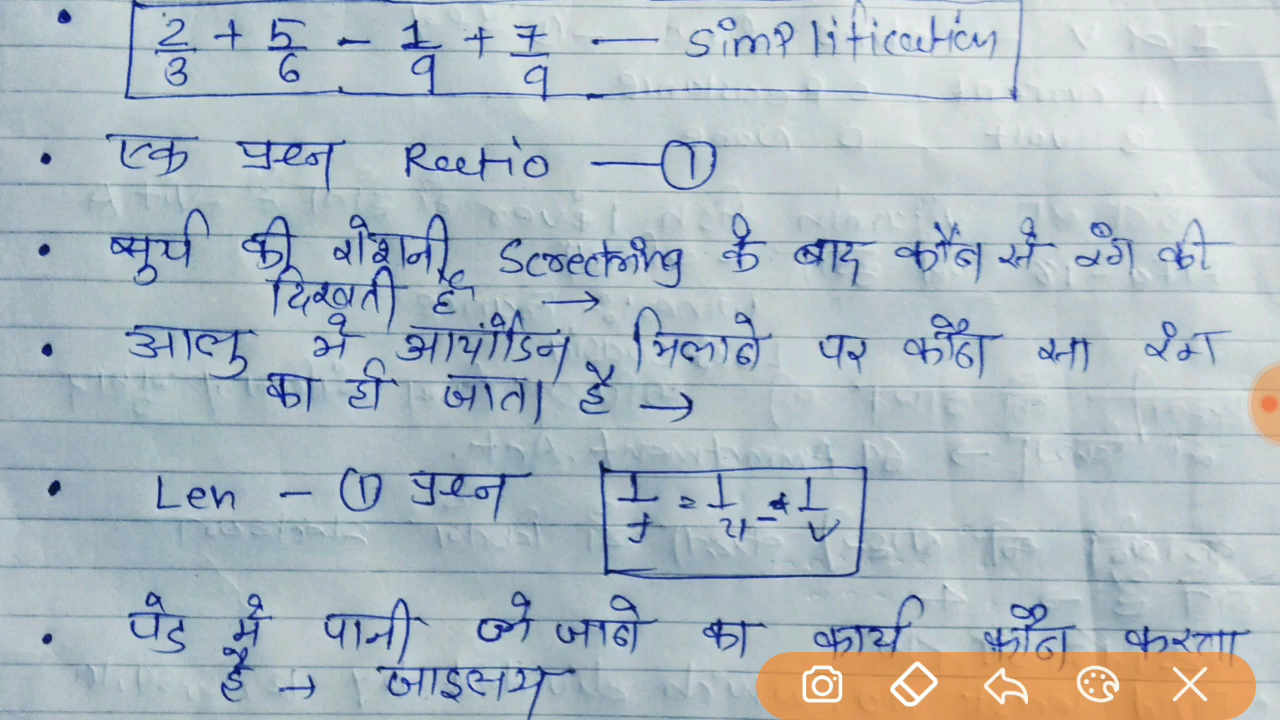 • 2/3 + 5/6 - 1/9 + 7/9 — Simplification
• एक प्रश्न Ratio — ①
• सुर्य की रोशनी Screctring के बाद कौन से रंग की
दिखती है →
• आलु में आयोडिन मिलाने पर कौन सा रंग
का हो जाता है →
• Len - ① प्रश्न 1/f = 1/u - 1/v
• पेड में पानी ले जाने का कार्य कौन करता
है → जाइलम